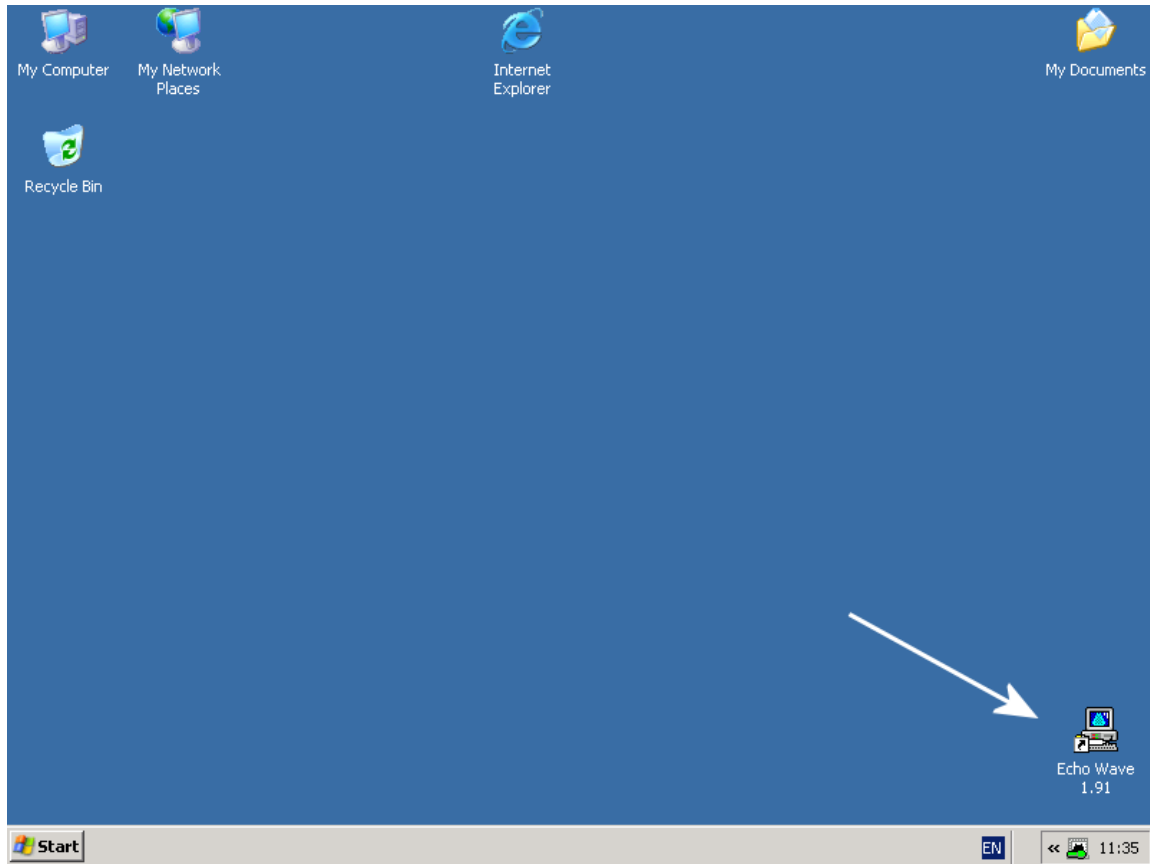 My Computer
My Network
Places
Internet
Explorer
My Documents
Recycle Bin
Echo Wave
1.91
Start
EN
« 11:35